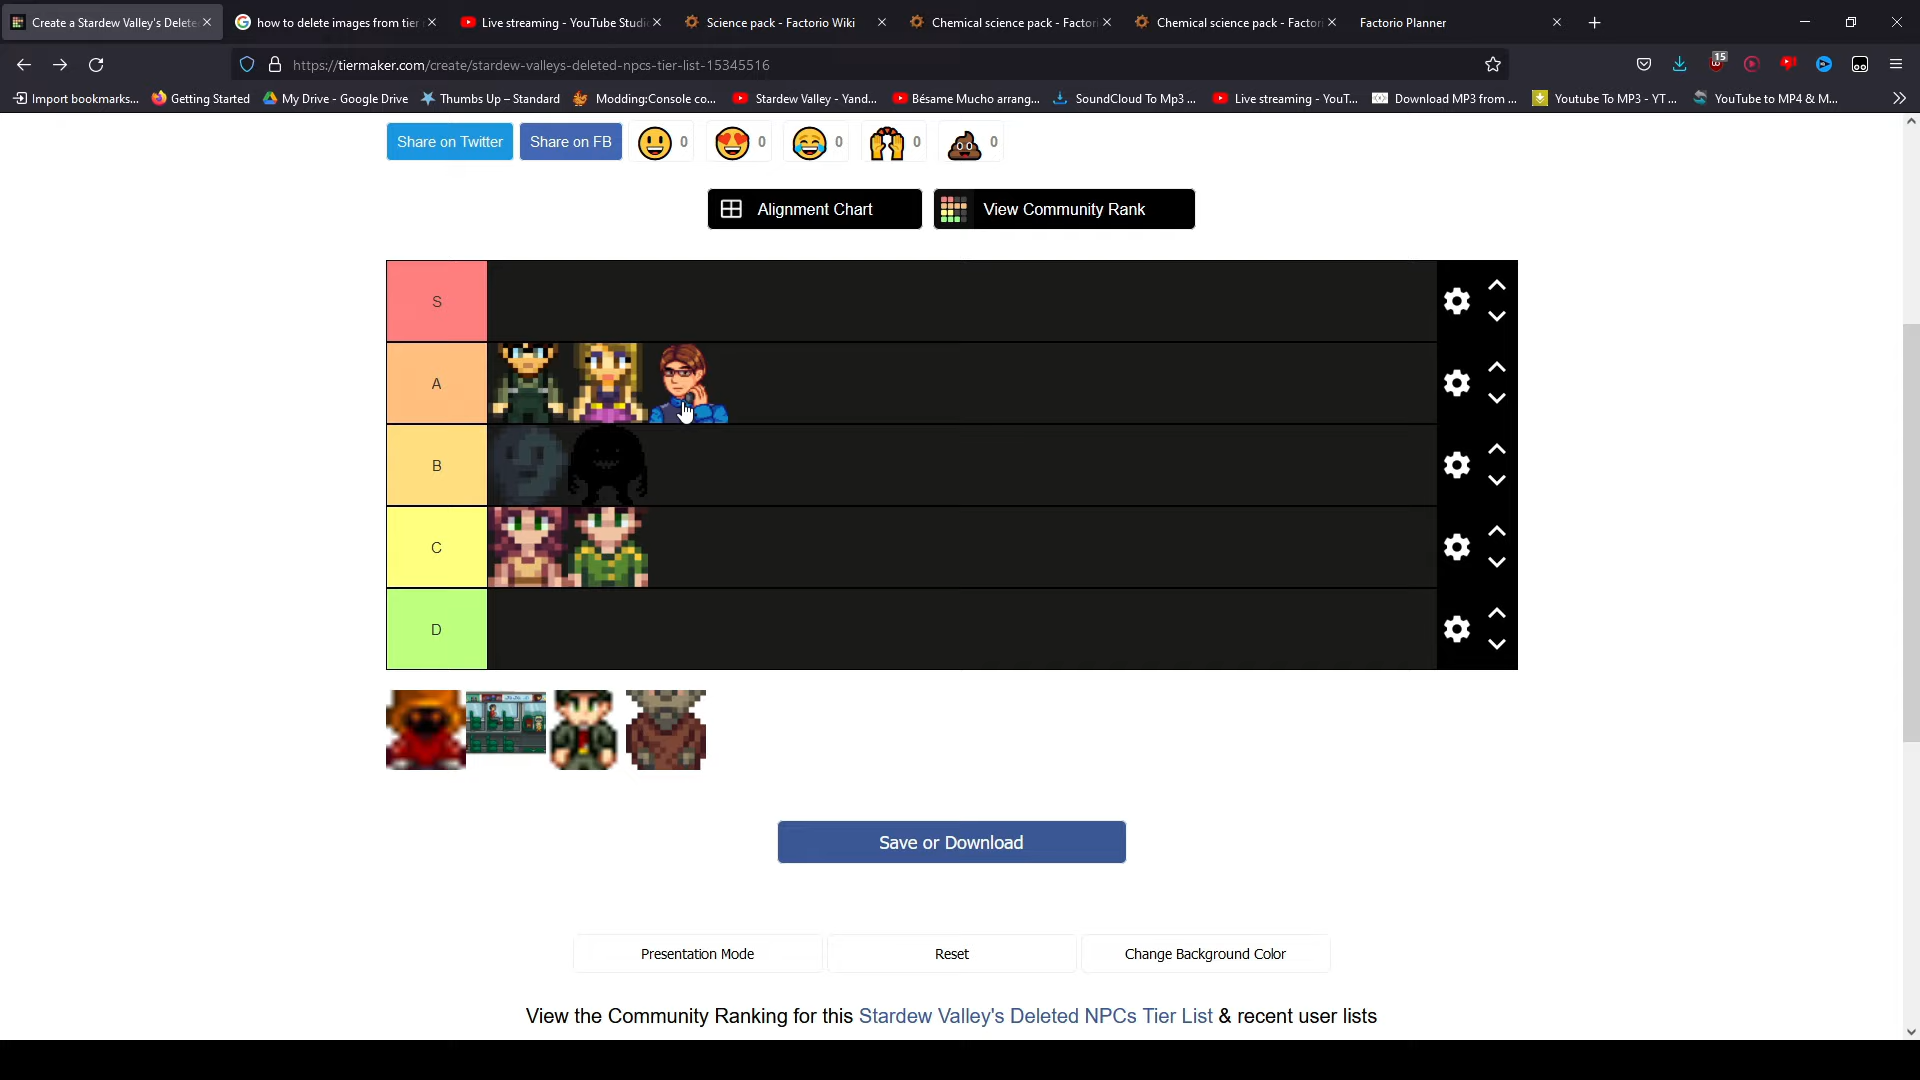 Create a Stardew Valley's Delete
how to delete images from tier
Live streaming - YouTube Studi
Science pack - Factorio Wiki
Chemical science pack - Factori
Chemical science pack - Factori
Factorio Planner
https://tiermaker.com/create/stardew-valleys-deleted-npcs-tier-list-15345516
15
Import bookmarks...
Getting Started
My Drive - Google Drive
Thumbs Up – Standard
Modding:Console co...
Stardew Valley - Yand...
Bésame Mucho arrang...
SoundCloud To Mp3 ...
Live streaming - YouT...
Download MP3 from ...
Youtube To MP3 - YT ...
YouTube to MP4 & M...
Share on Twitter
Share on FB
0
0
0
0
0
Alignment Chart
View Community Rank
S
A
B
C
D
Save or Download
Presentation Mode
Reset
Change Background Color
View the Community Ranking for this Stardew Valley's Deleted NPCs Tier List & recent user lists